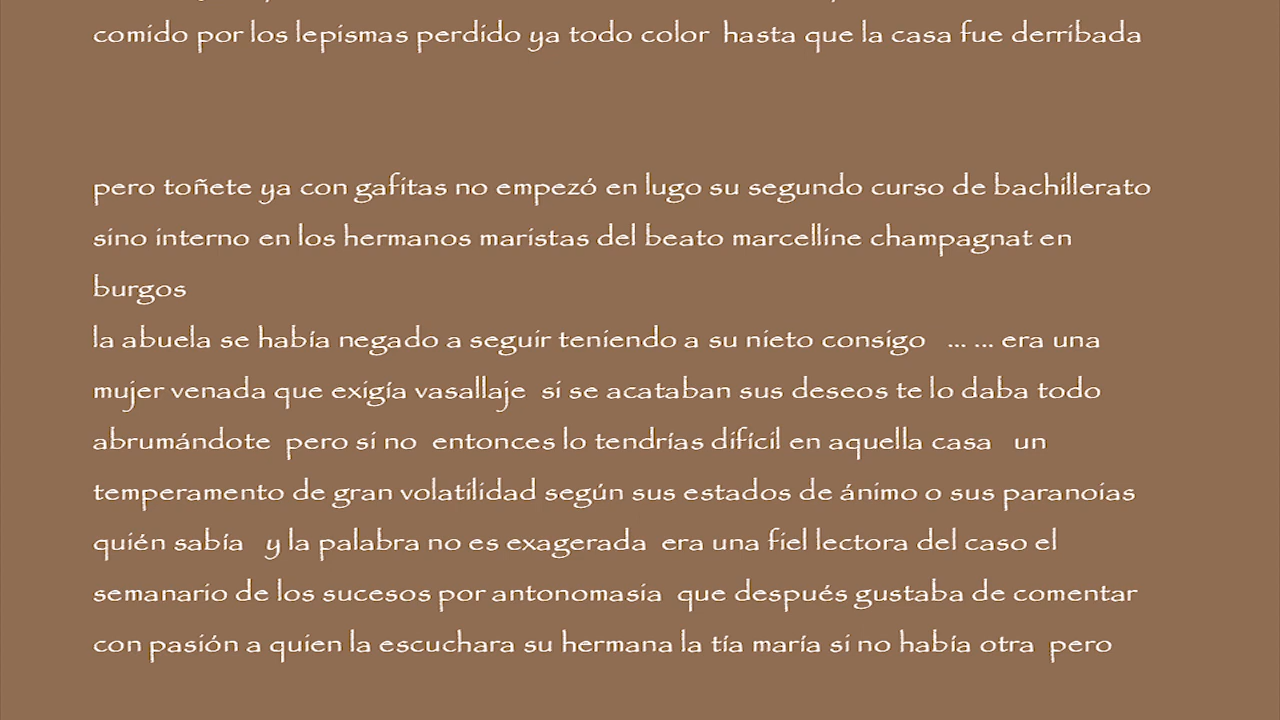 comido por los lepismas perdido ya todo color  hasta que la casa fue derribada
pero toñete ya con gafitas no empezó en lugo su segundo curso de bachillerato
sino interno en los hermanos maristas del beato marcelline champagnat en
burgos
la abuela se había negado a seguir teniendo a su nieto consigo   ... ... era una
mujer venada que exigía vasallaje  si se acataban sus deseos te lo daba todo
abrumándote  pero si no  entonces lo tendrías difícil en aquella casa   un
temperamento de gran volatilidad según sus estados de ánimo o sus paranoias
quién sabía   y la palabra no es exagerada  era una fiel lectora del caso el
semanario de los sucesos por antonomasia  que después gustaba de comentar
con pasión a quien la escuchara su hermana la tía maría si no había otra  pero